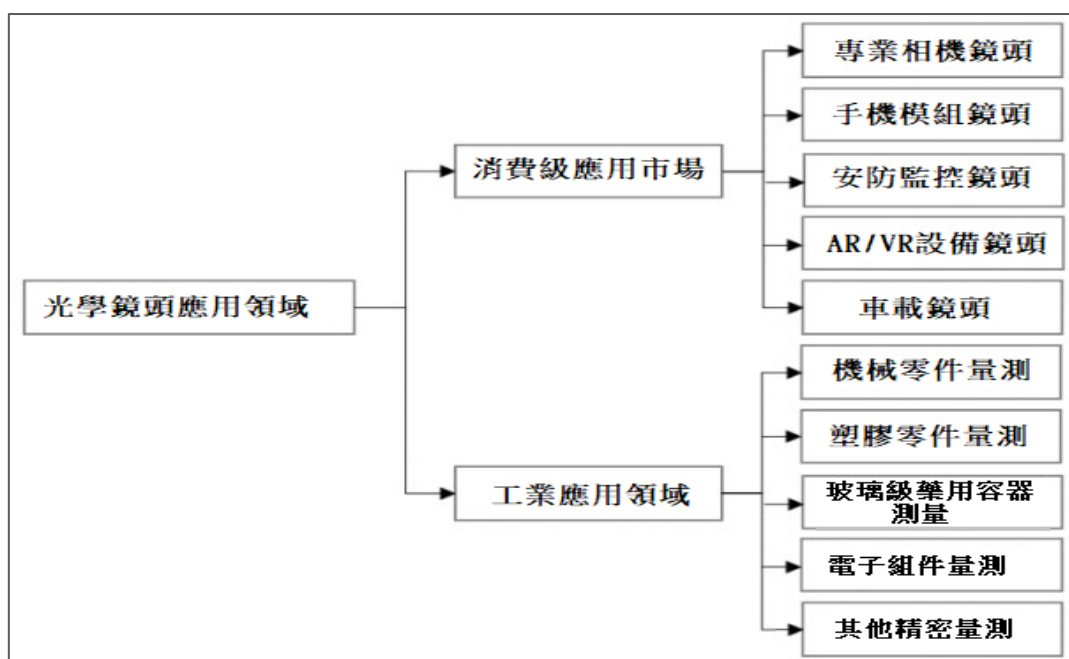 專業相機鏡頭
手機模組鏡頭
消費級應用市場
安防監控鏡頭
AR/VR設備鏡頭
光學鏡頭應用領域
車載鏡頭
機械零件量測
塑膠零件量測
工業應用領域
玻璃級藥用容器
測量
電子組件量測
其他精密量測